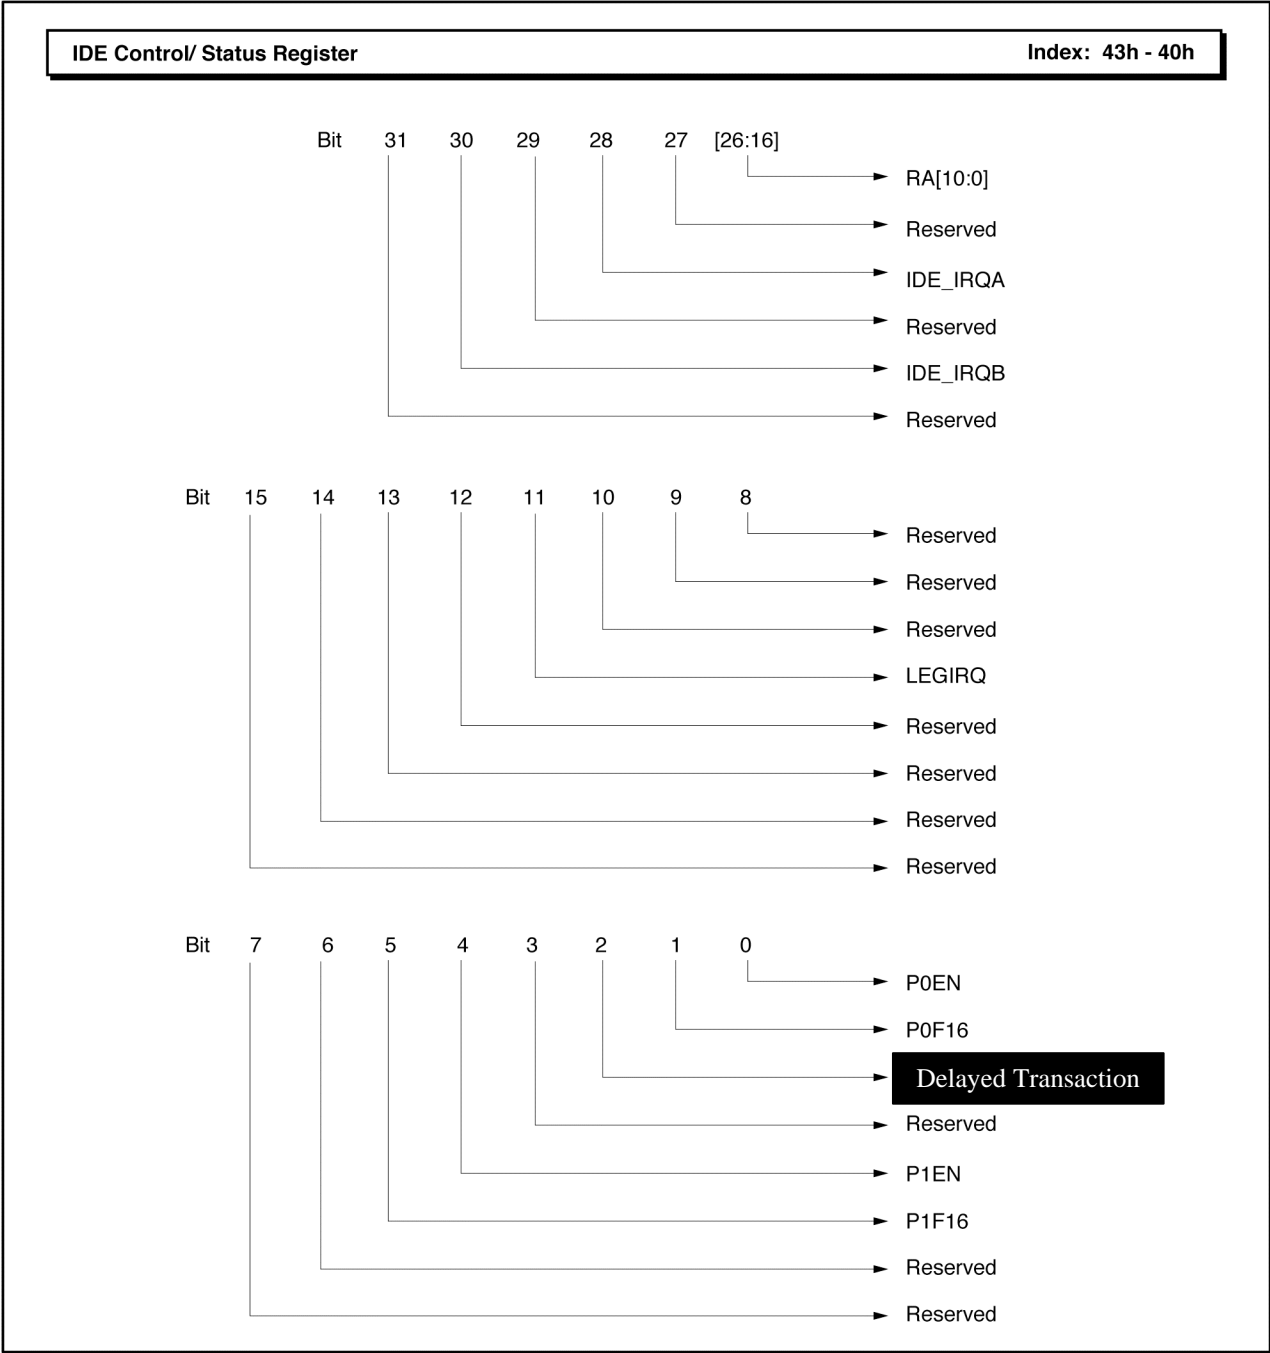 IDE Control/ Status Register Index: 43h - 40h
Bit 31 30 29 28 27 [26:16]
RA[10:0]
Reserved
IDE_IRQA
Reserved
IDE_IRQB
Reserved
Bit 15 14 13 12 11 10 9 8
Reserved
Reserved
Reserved
LEGIRQ
Reserved
Reserved
Reserved
Reserved
Bit 7 6 5 4 3 2 1 0
P0EN
P0F16
Delayed Transaction
Reserved
P1EN
P1F16
Reserved
Reserved